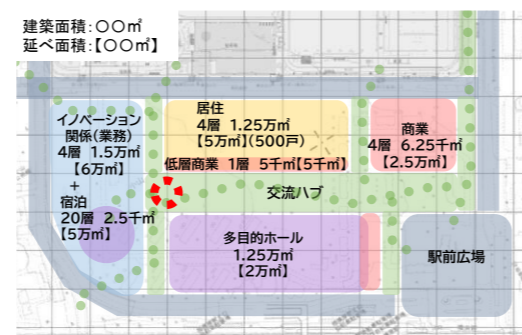 建築面積:〇〇㎡
延べ面積:【〇〇㎡】
イノベーション
関係(業務)
4層 1.5万㎡
【6万㎡】
+
宿泊
20層 2.5千㎡
【5万㎡】
居住
4層 1.25万㎡
【5万㎡】(500戸)
低層商業 1層 5千㎡【5千㎡】
商業
4層 6.25千㎡
【2.5万㎡】
交流ハブ
多目的ホール
1.25万㎡
【2万㎡】
駅前広場